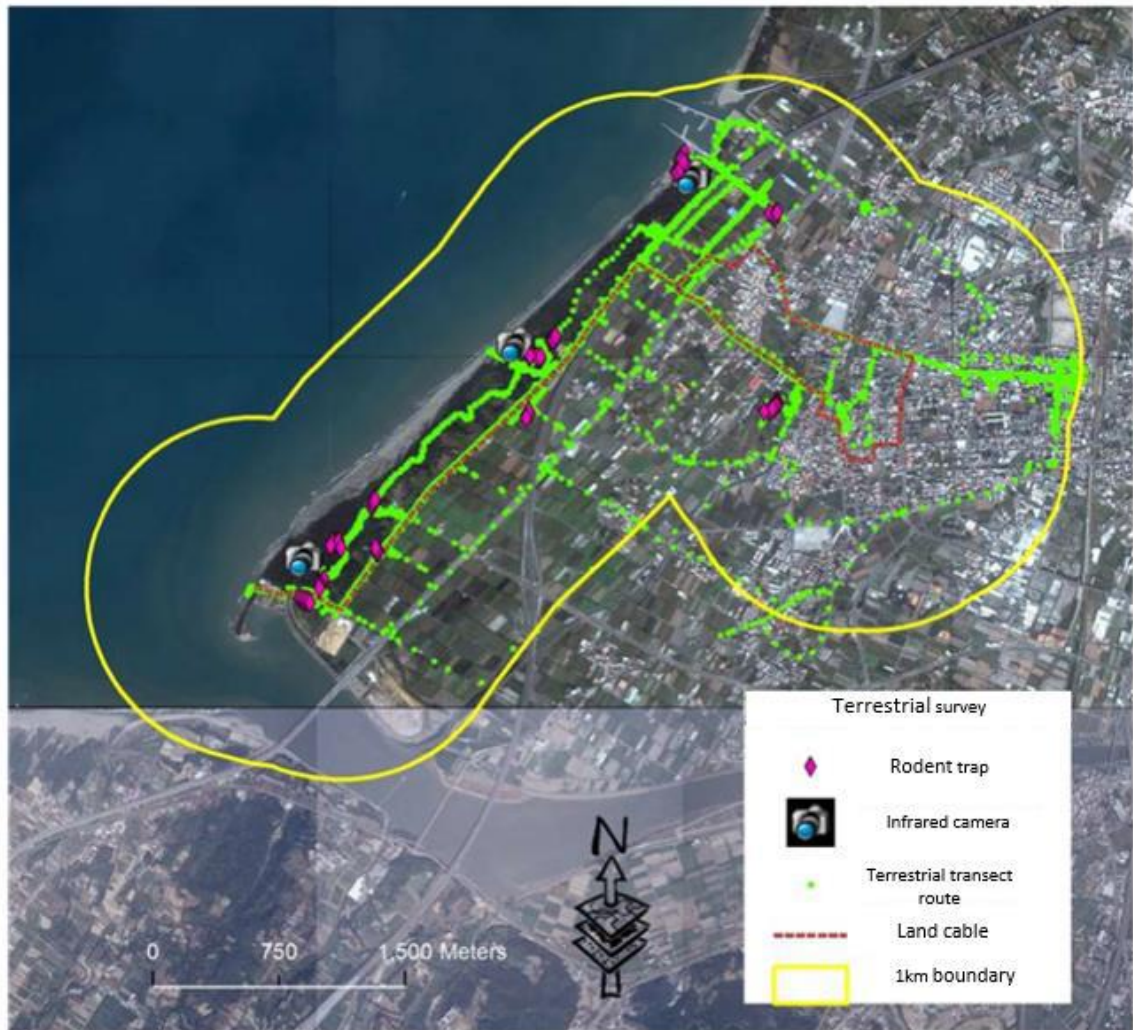 Terrestrial survey
Rodent trap
Infrared camera
Terrestrial transect
route
Land cable
1km boundary
N
0 750 1,500 Meters